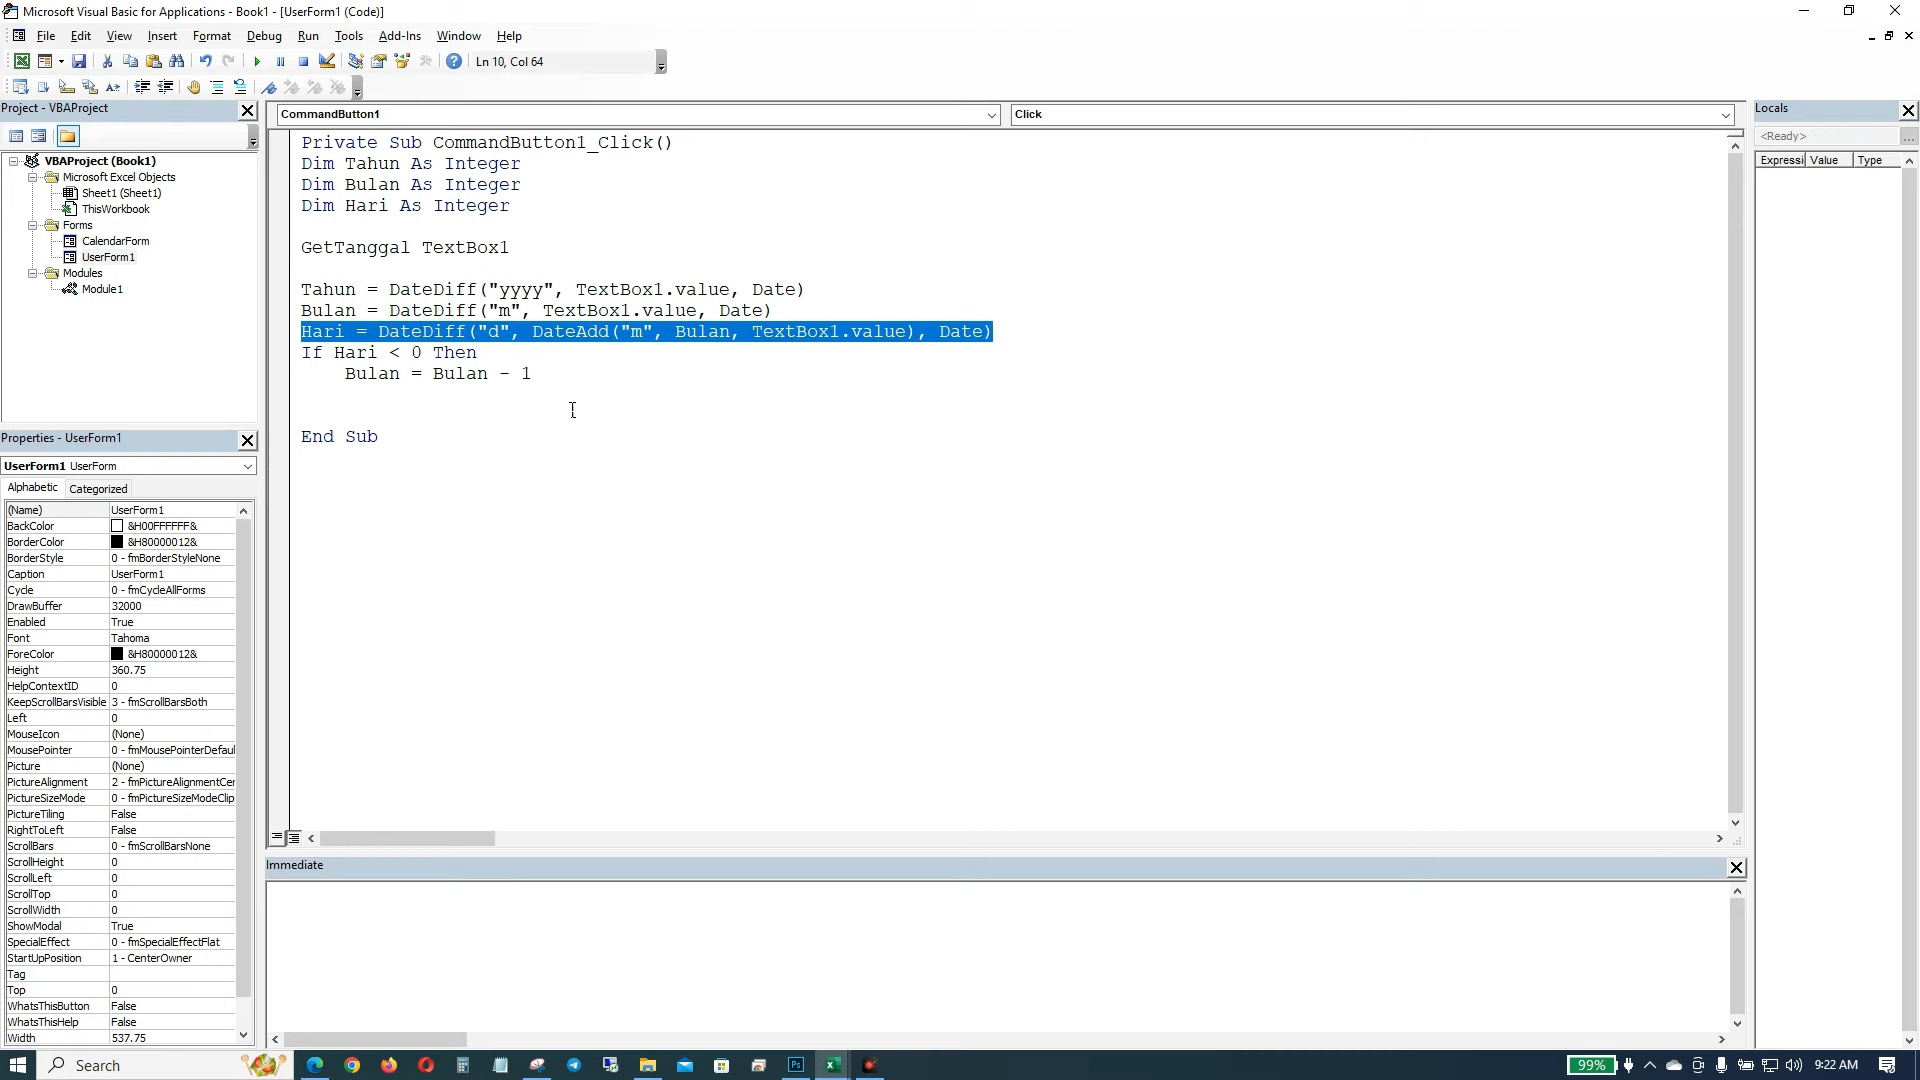 Microsoft Visual Basic for Applications - Book1 - [UserForm1 (Code)]
File Edit View Insert Format Debug Run Tools Add-Ins Window Help
Ln 10, Col 64
Project - VBAProject
VBAProject (Book1)
Microsoft Excel Objects
Sheet1 (Sheet1)
ThisWorkbook
Forms
CalendarForm
UserForm1
Modules
Module1
Properties - UserForm1
UserForm1 UserForm
Alphabetic Categorized
(Name) UserForm1
BackColor &H00FFFFFF&
BorderColor &H80000012&
BorderStyle 0 - fmBorderStyleNone
Caption UserForm1
Cycle 0 - fmCycleAllForms
DrawBuffer 32000
Enabled True
Font Tahoma
ForeColor &H80000012&
Height 360.75
HelpContextID 0
KeepScrollBarsVisible 3 - fmScrollBarsBoth
Left 0
MouseIcon (None)
MousePointer 0 - fmMousePointerDefaul
Picture (None)
PictureAlignment 2 - fmPictureAlignmentCer
PictureSizeMode 0 - fmPictureSizeModeClip
PictureTiling False
RightToLeft False
ScrollBars 0 - fmScrollBarsNone
ScrollHeight 0
ScrollLeft 0
ScrollTop 0
ScrollWidth 0
ShowModal True
SpecialEffect 0 - fmSpecialEffectFlat
StartUpPosition 1 - CenterOwner
Tag
Top 0
WhatsThisButton False
WhatsThisHelp False
Width 537.75
CommandButton1 Click
Private Sub CommandButton1_Click()
Dim Tahun As Integer
Dim Bulan As Integer
Dim Hari As Integer
GetTanggal TextBox1
Tahun = DateDiff("yyyy", TextBox1.value, Date)
Bulan = DateDiff("m", TextBox1.value, Date)
Hari = DateDiff("d", DateAdd("m", Bulan, TextBox1.value), Date)
If Hari < 0 Then
Bulan = Bulan - 1
End Sub
Immediate
Locals
<Ready>
Expressi Value Type
Search
Ps
99%
9:22 AM